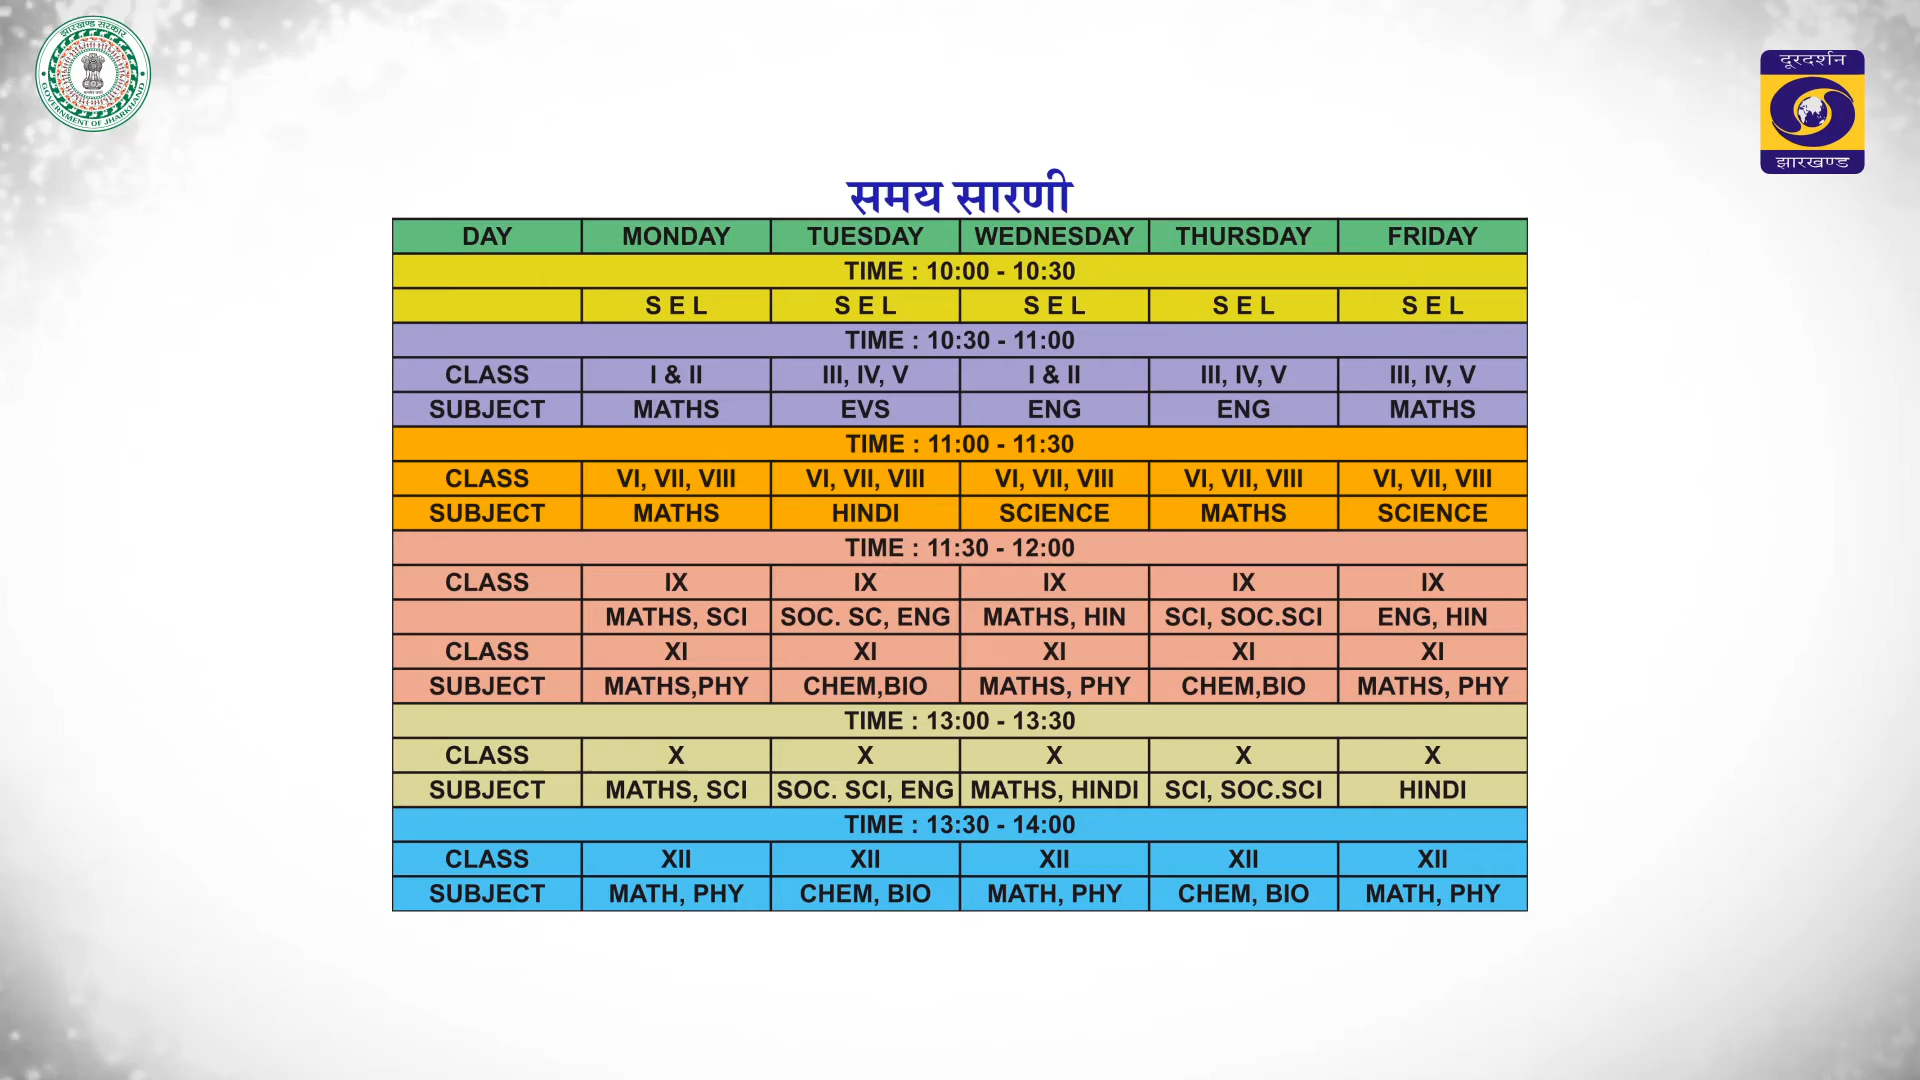 झारखण्ड सरकार
GOVERNMENT OF JHARKHAND
दूरदर्शन
झारखण्ड
समय सारणी
DAY MONDAY TUESDAY WEDNESDAY THURSDAY FRIDAY
TIME : 10:00 - 10:30
S E L S E L S E L S E L S E L
TIME : 10:30 - 11:00
CLASS I & II III, IV, V I & II III, IV, V III, IV, V
SUBJECT MATHS EVS ENG ENG MATHS
TIME : 11:00 - 11:30
CLASS VI, VII, VIII VI, VII, VIII VI, VII, VIII VI, VII, VIII VI, VII, VIII
SUBJECT MATHS HINDI SCIENCE MATHS SCIENCE
TIME : 11:30 - 12:00
CLASS IX IX IX IX IX
MATHS, SCI SOC. SC, ENG MATHS, HIN SCI, SOC.SCI ENG, HIN
CLASS XI XI XI XI XI
SUBJECT MATHS,PHY CHEM,BIO MATHS, PHY CHEM,BIO MATHS, PHY
TIME : 13:00 - 13:30
CLASS X X X X X
SUBJECT MATHS, SCI SOC. SCI, ENG MATHS, HINDI SCI, SOC.SCI HINDI
TIME : 13:30 - 14:00
CLASS XII XII XII XII XII
SUBJECT MATH, PHY CHEM, BIO MATH, PHY CHEM, BIO MATH, PHY